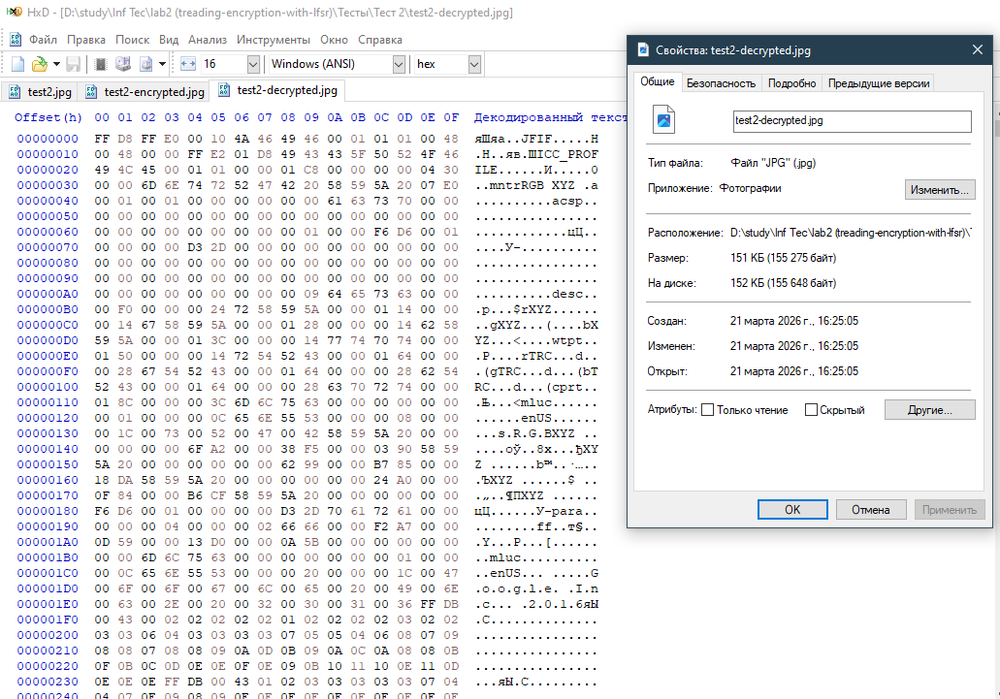 HxD - [D:\study\Inf Tec\lab2 (treading-encryption-with-lfsr)\Тесты\Тест 2\test2-decrypted.jpg]
Файл Правка Поиск Вид Анализ Инструменты Окно Справка
16 Windows (ANSI) hex
test2.jpg test2-encrypted.jpg test2-decrypted.jpg
Offset(h) 00 01 02 03 04 05 06 07 08 09 0A 0B 0C 0D 0E 0F Декодированный текст
00000000 FF D8 FF E0 00 10 4A 46 49 46 00 01 01 01 00 48 яШяа..JFIF.....H
00000010 00 48 00 00 FF E2 01 D8 49 43 43 5F 50 52 4F 46 .H..яв.ШICC_PROF
00000020 49 4C 45 00 01 01 00 00 01 C8 00 00 00 00 04 30 ILE......И.....0
00000030 00 00 6D 6E 74 72 52 47 42 20 58 59 5A 20 07 E0 ..mntrRGB XYZ .а
00000040 00 01 00 01 00 00 00 00 00 00 61 63 73 70 00 00 ..........acsp..
00000050 00 00 00 00 00 00 00 00 00 00 00 00 00 00 00 00 ................
00000060 00 00 00 00 00 00 00 00 00 01 00 00 F6 D6 00 01 ............цЦ..
00000070 00 00 00 00 D3 2D 00 00 00 00 00 00 00 00 00 00 ....У-..........
00000080 00 00 00 00 00 00 00 00 00 00 00 00 00 00 00 00 ................
00000090 00 00 00 00 00 00 00 00 00 00 00 00 00 00 00 00 ................
000000A0 00 00 00 00 00 00 00 00 00 09 64 65 73 63 00 00 ..........desc..
000000B0 00 F0 00 00 00 24 72 58 59 5A 00 00 01 14 00 00 .р...$rXYZ......
000000C0 00 14 67 58 59 5A 00 00 01 28 00 00 00 14 62 58 ..gXYZ...(....bX
000000D0 59 5A 00 00 01 3C 00 00 00 14 77 74 70 74 00 00 YZ...<....wtpt..
000000E0 01 50 00 00 00 14 72 54 52 43 00 00 01 64 00 00 .P....rTRC...d..
000000F0 00 28 67 54 52 43 00 00 01 64 00 00 00 28 62 54 .(gTRC...d...(bT
00000100 52 43 00 00 01 64 00 00 00 28 63 70 72 74 00 00 RC...d...(cprt..
00000110 01 8C 00 00 00 3C 6D 6C 75 63 00 00 00 00 00 00 .Њ...<mluc......
00000120 00 01 00 00 00 0C 65 6E 55 53 00 00 00 08 00 00 ......enUS......
00000130 00 1C 00 73 00 52 00 47 00 42 58 59 5A 20 00 00 ...s.R.G.BXYZ ..
00000140 00 00 00 00 6F A2 00 00 38 F5 00 00 03 90 58 59 ....oў..8х...ђXY
00000150 5A 20 00 00 00 00 00 00 62 99 00 00 B7 85 00 00 Z ......b™..·…..
00000160 18 DA 58 59 5A 20 00 00 00 00 00 00 24 A0 00 00 .ЪXYZ ......$ ..
00000170 0F 84 00 00 B6 CF 58 59 5A 20 00 00 00 00 00 00 .„..¶ПXYZ ......
00000180 F6 D6 00 01 00 00 00 00 D3 2D 70 61 72 61 00 00 цЦ......У-para..
00000190 00 00 00 04 00 00 00 02 66 66 00 00 F2 A7 00 00 ........ff..т§..
000001A0 0D 59 00 00 13 D0 00 00 0A 5B 00 00 00 00 00 00 .Y...Р...[......
000001B0 00 00 6D 6C 75 63 00 00 00 00 00 00 00 01 00 00 ..mluc..........
000001C0 00 0C 65 6E 55 53 00 00 00 20 00 00 00 1C 00 47 ..enUS... .....G
000001D0 00 6F 00 6F 00 67 00 6C 00 65 00 20 00 49 00 6E .o.o.g.l.e. .I.n
000001E0 00 63 00 2E 00 20 00 32 00 30 00 31 00 36 FF DB .c... .2.0.1.6яЫ
000001F0 00 43 00 02 02 02 02 02 01 02 02 02 02 03 02 02 .C..............
00000200 03 03 06 04 03 03 03 03 07 05 05 04 06 08 07 09 ................
00000210 08 08 07 08 08 09 0A 0D 0B 09 0A 0C 0A 08 08 0B ................
00000220 0F 0B 0C 0D 0E 0E 0F 0E 09 0B 10 11 10 0E 11 0D ................
00000230 0E 0E 0E FF DB 00 43 01 02 03 03 03 03 03 07 04 ...яЫ.C.........
00000240 04 07 0E 09 08 09 0E 0E 0E 0E 0E 0E 0E 0E 0E 0E
Свойства: test2-decrypted.jpg
Общие Безопасность Подробно Предыдущие версии
test2-decrypted.jpg
Тип файла: Файл "JPG" (.jpg)
Приложение: Фотографии Изменить...
Расположение: D:\study\Inf Tec\lab2 (treading-encryption-with-lfsr)\
Размер: 151 КБ (155 275 байт)
На диске: 152 КБ (155 648 байт)
Создан: 21 марта 2026 г., 16:25:05
Изменен: 21 марта 2026 г., 16:25:05
Открыт: 21 марта 2026 г., 16:25:05
Атрибуты: Только чтение Скрытый Другие...
OK Отмена Применить